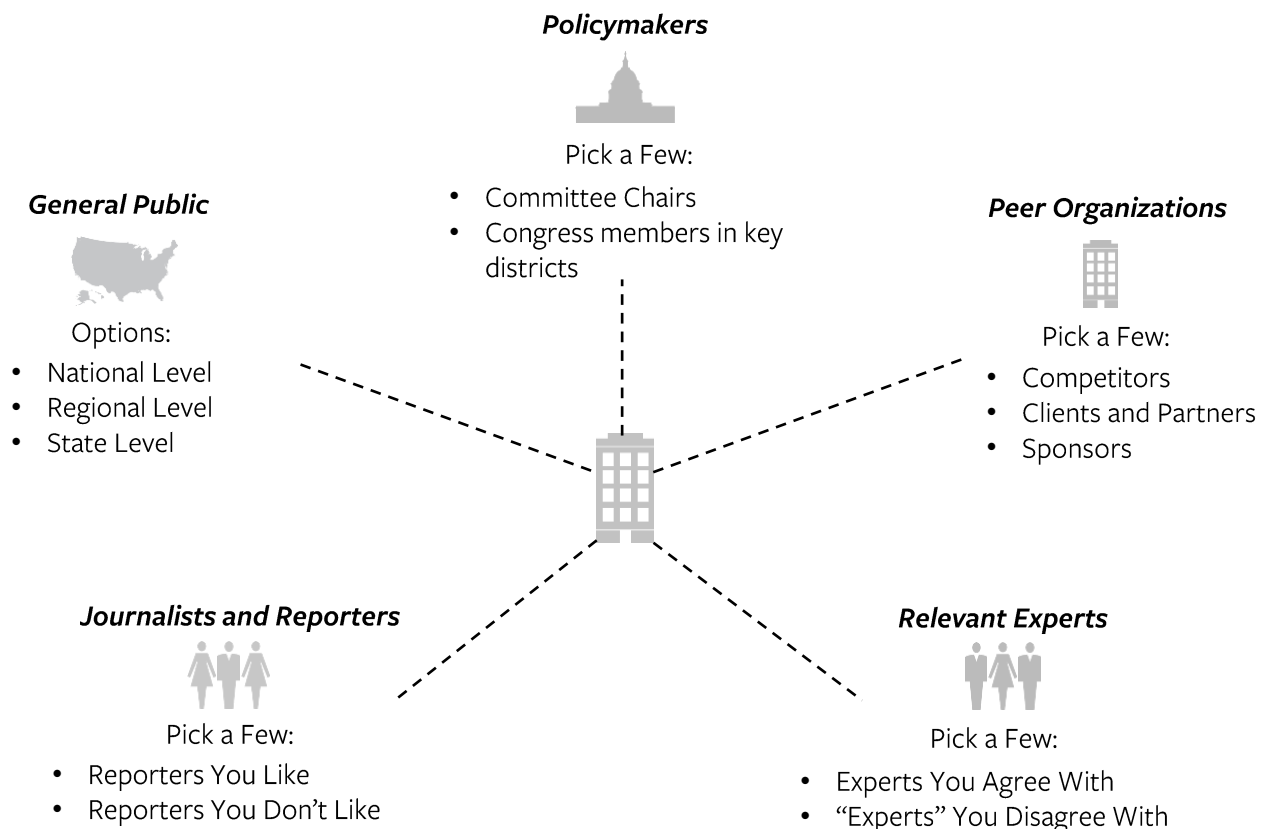 Policymakers
Pick a Few:
• Committee Chairs
• Congress members in key
districts
General Public
Options:
• National Level
• Regional Level
• State Level
Peer Organizations
Pick a Few:
• Competitors
• Clients and Partners
• Sponsors
Journalists and Reporters
Pick a Few:
• Reporters You Like
• Reporters You Don’t Like
Relevant Experts
Pick a Few:
• Experts You Agree With
• “Experts” You Disagree With